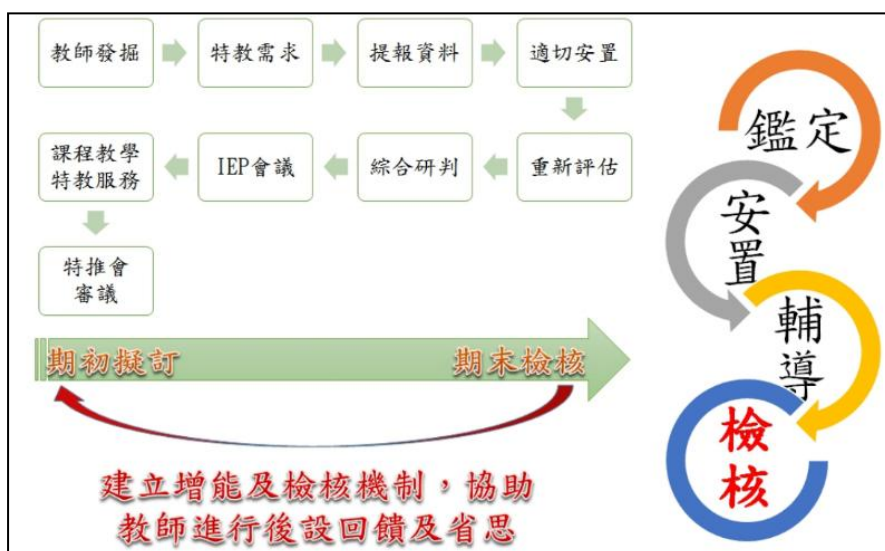 教師發掘
特教需求
提報資料
適切安置
重新評估
綜合研判
IEP會議
課程教學
特教服務
特推會
審議
期初擬訂
期末檢核
建立增能及檢核機制，協助
教師進行後設回饋及省思
鑑定
安置
輔導
檢核